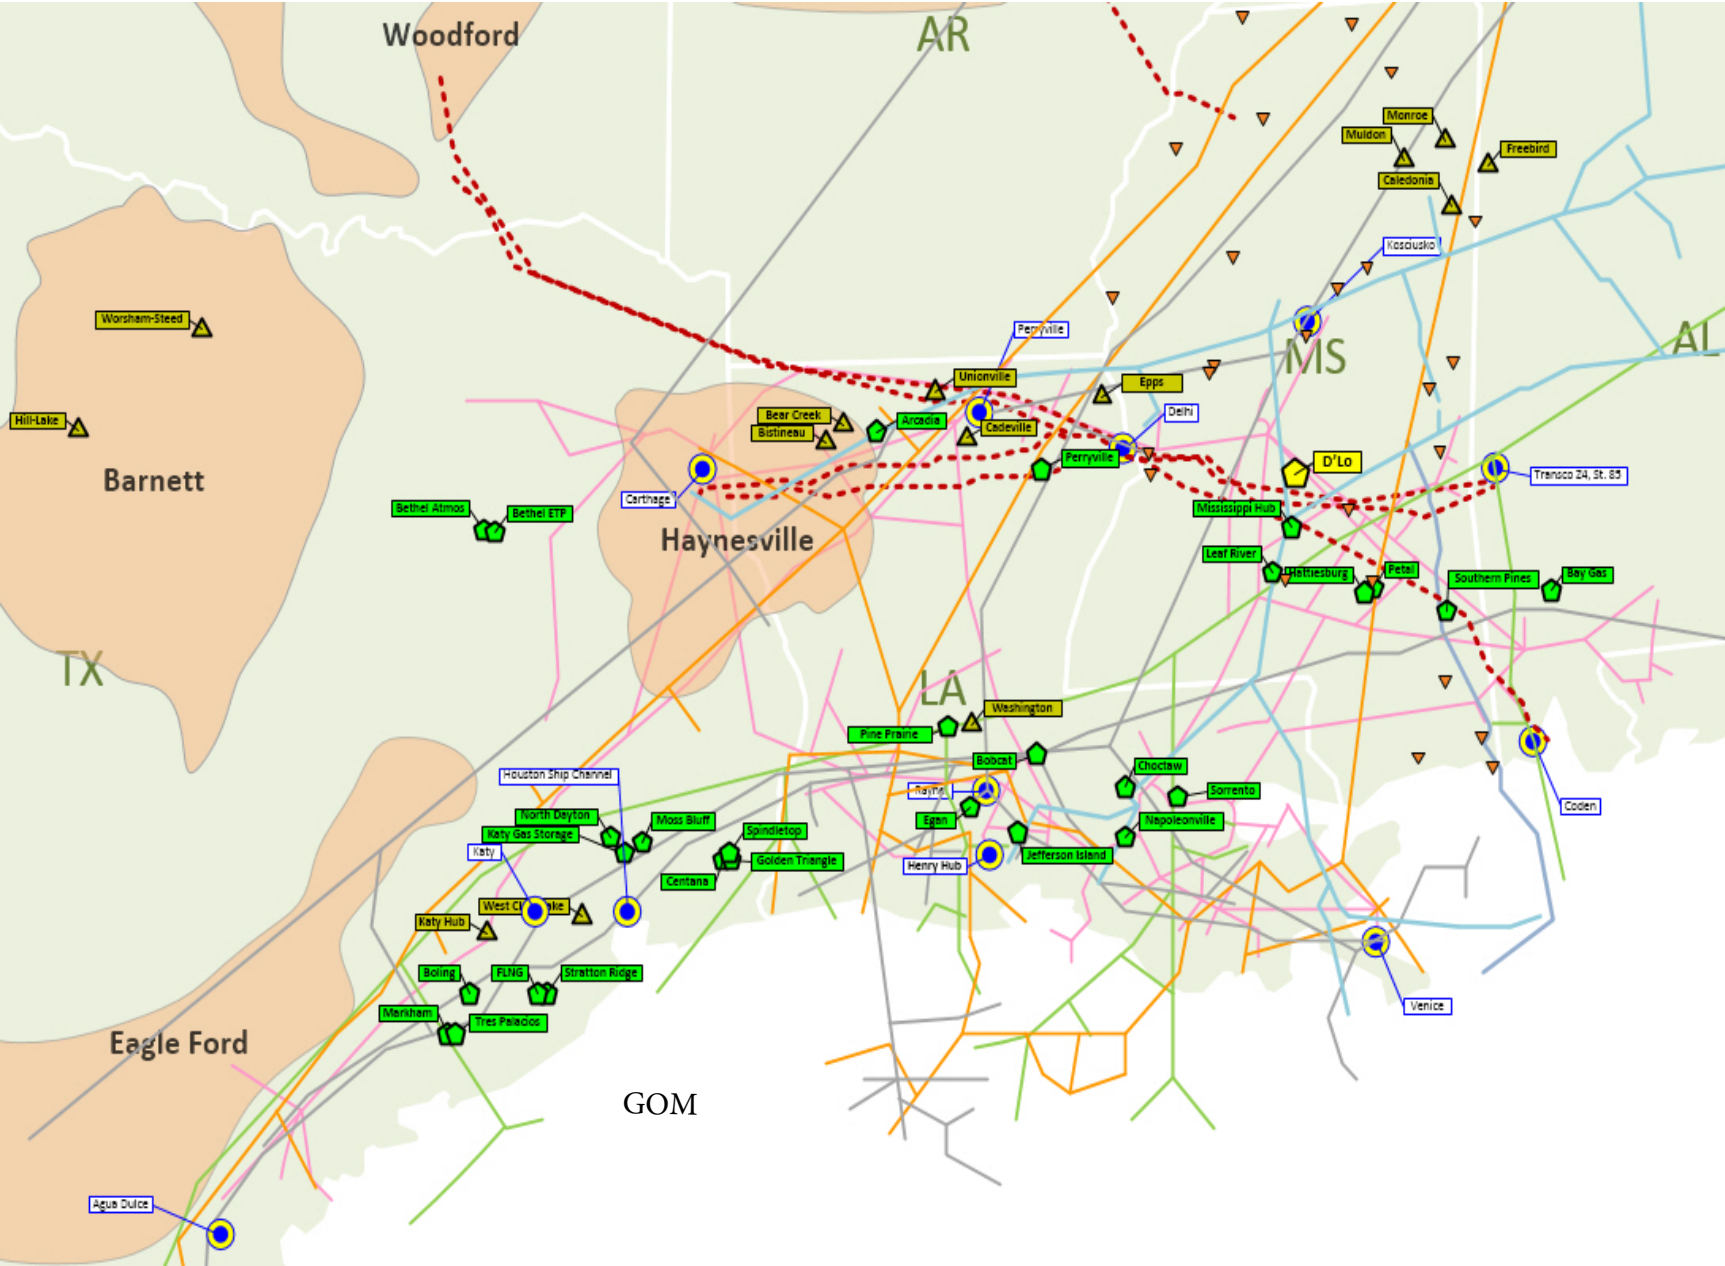 Woodford
AR
Monroe
Muldon
Freebird
Caledonia
Kosciusko
Worsham-Steed
Perryville
MS
AL
Unionville
Epps
Hill-Lake
Bear Creek
Arcadia
Delhi
Bistineau
Cadeville
Barnett
Perryville
D'Lo
Transco Z4, St. 85
Carthage
Bethel Atmos
Bethel ETP
Mississippi Hub
Haynesville
Leaf River
Hattiesburg
Petal
Southern Pines
Bay Gas
TX
LA
Washington
Pine Prairie
Bobcat
Choctaw
Houston Ship Channel
Rayne
Sorrento
Coden
North Dayton
Moss Bluff
Egan
Napoleonville
Katy Gas Storage
Spindletop
Katy
Golden Triangle
Jefferson Island
Henry Hub
Centana
West Lake
Katy Hub
Boling
FLNG
Stratton Ridge
Venice
Markham
Tres Palacios
Eagle Ford
GOM
Agua Dulce